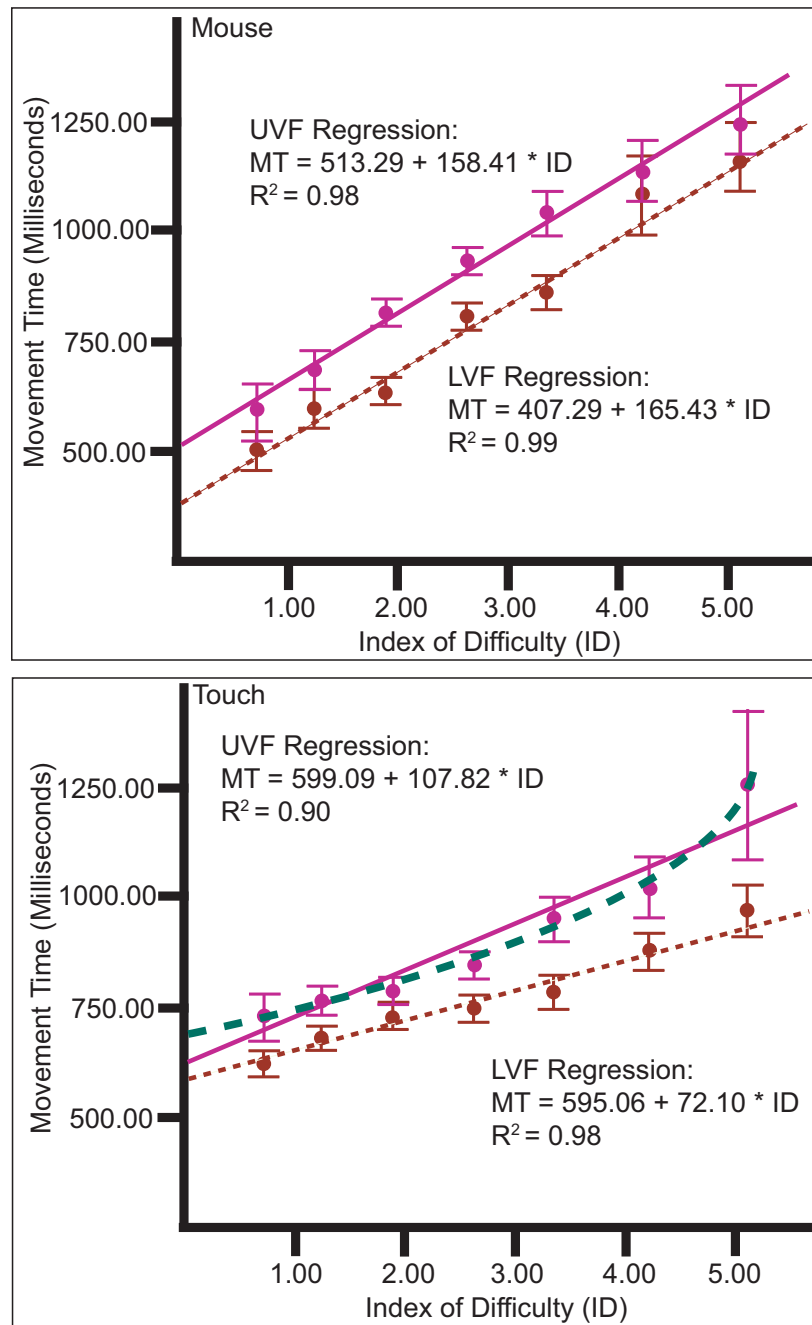 Mouse
Movement Time (Milliseconds)
1250.00
1000.00
750.00
500.00
UVF Regression:
MT = 513.29 + 158.41 * ID
R² = 0.98
LVF Regression:
MT = 407.29 + 165.43 * ID
R² = 0.99
1.00 2.00 3.00 4.00 5.00
Index of Difficulty (ID)
Touch
Movement Time (Milliseconds)
1250.00
1000.00
750.00
500.00
UVF Regression:
MT = 599.09 + 107.82 * ID
R² = 0.90
LVF Regression:
MT = 595.06 + 72.10 * ID
R² = 0.98
1.00 2.00 3.00 4.00 5.00
Index of Difficulty (ID)